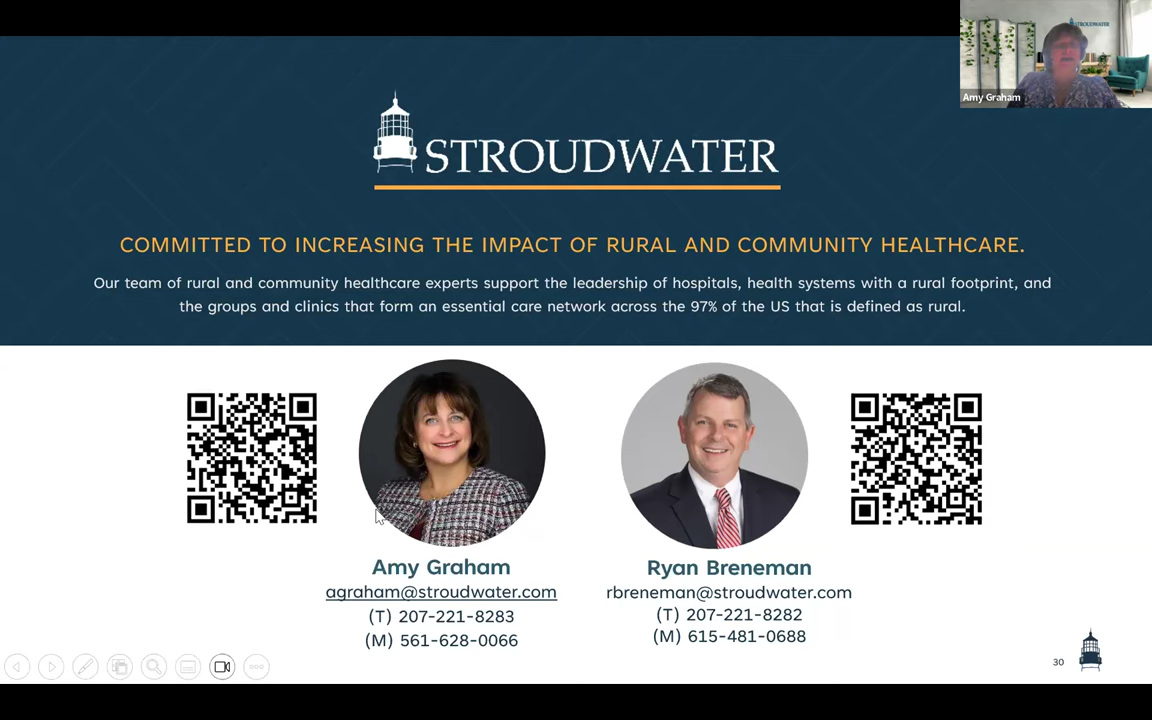 STROUDWATER
Amy Graham
STROUDWATER
COMMITTED TO INCREASING THE IMPACT OF RURAL AND COMMUNITY HEALTHCARE.
Our team of rural and community healthcare experts support the leadership of hospitals, health systems with a rural footprint, and
the groups and clinics that form an essential care network across the 97% of the US that is defined as rural.
Amy Graham
agraham@stroudwater.com
(T) 207-221-8283
(M) 561-628-0066
Ryan Breneman
rbreneman@stroudwater.com
(T) 207-221-8282
(M) 615-481-0688
30